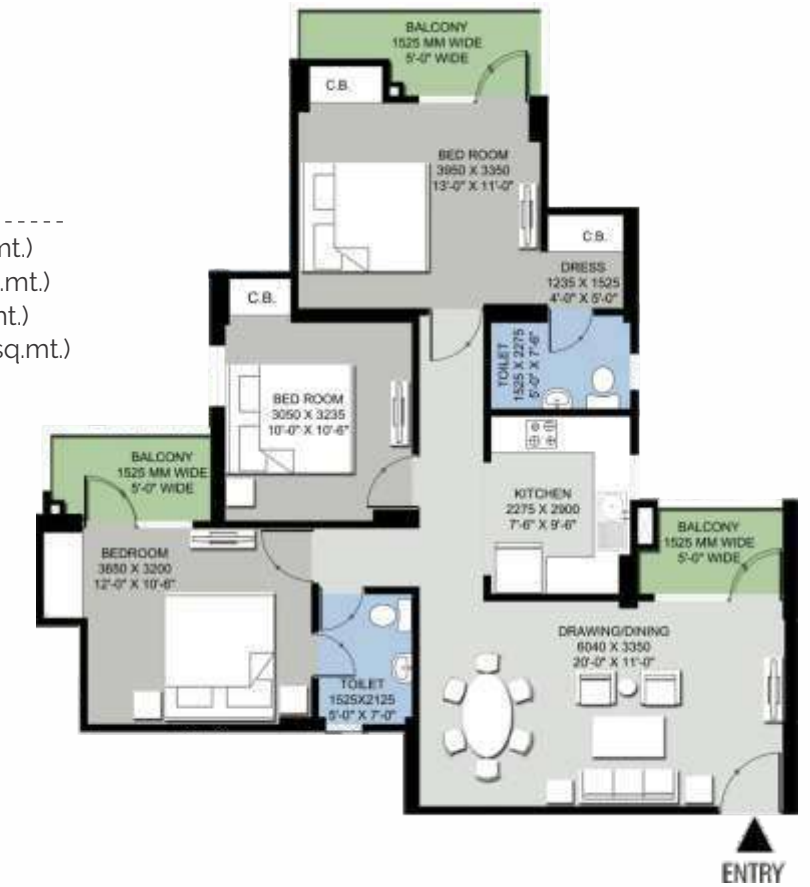 mt.)
.mt.)
mt.)
sq.mt.)
BALCONY
1525 MM WIDE
5'-0" WIDE
C.B.
BED ROOM
3950 X 3350
13'-0" X 11'-0"
C.B.
DRESS
1235 X 1525
4'-0" X 5'-0"
C.B.
TOILET
1525 X 2275
5'-0" X 7'-6"
BED ROOM
3050 X 3235
10'-0" X 10'-6"
BALCONY
1525 MM WIDE
5'-0" WIDE
KITCHEN
2275 X 2900
7'-6" X 9'-6"
BALCONY
1525 MM WIDE
5'-0" WIDE
BEDROOM
3650 X 3200
12'-0" X 10'-6"
DRAWING/DINING
6040 X 3350
20'-0" X 11'-0"
TOILET
1525X2125
5'-0" X 7'-0"
ENTRY